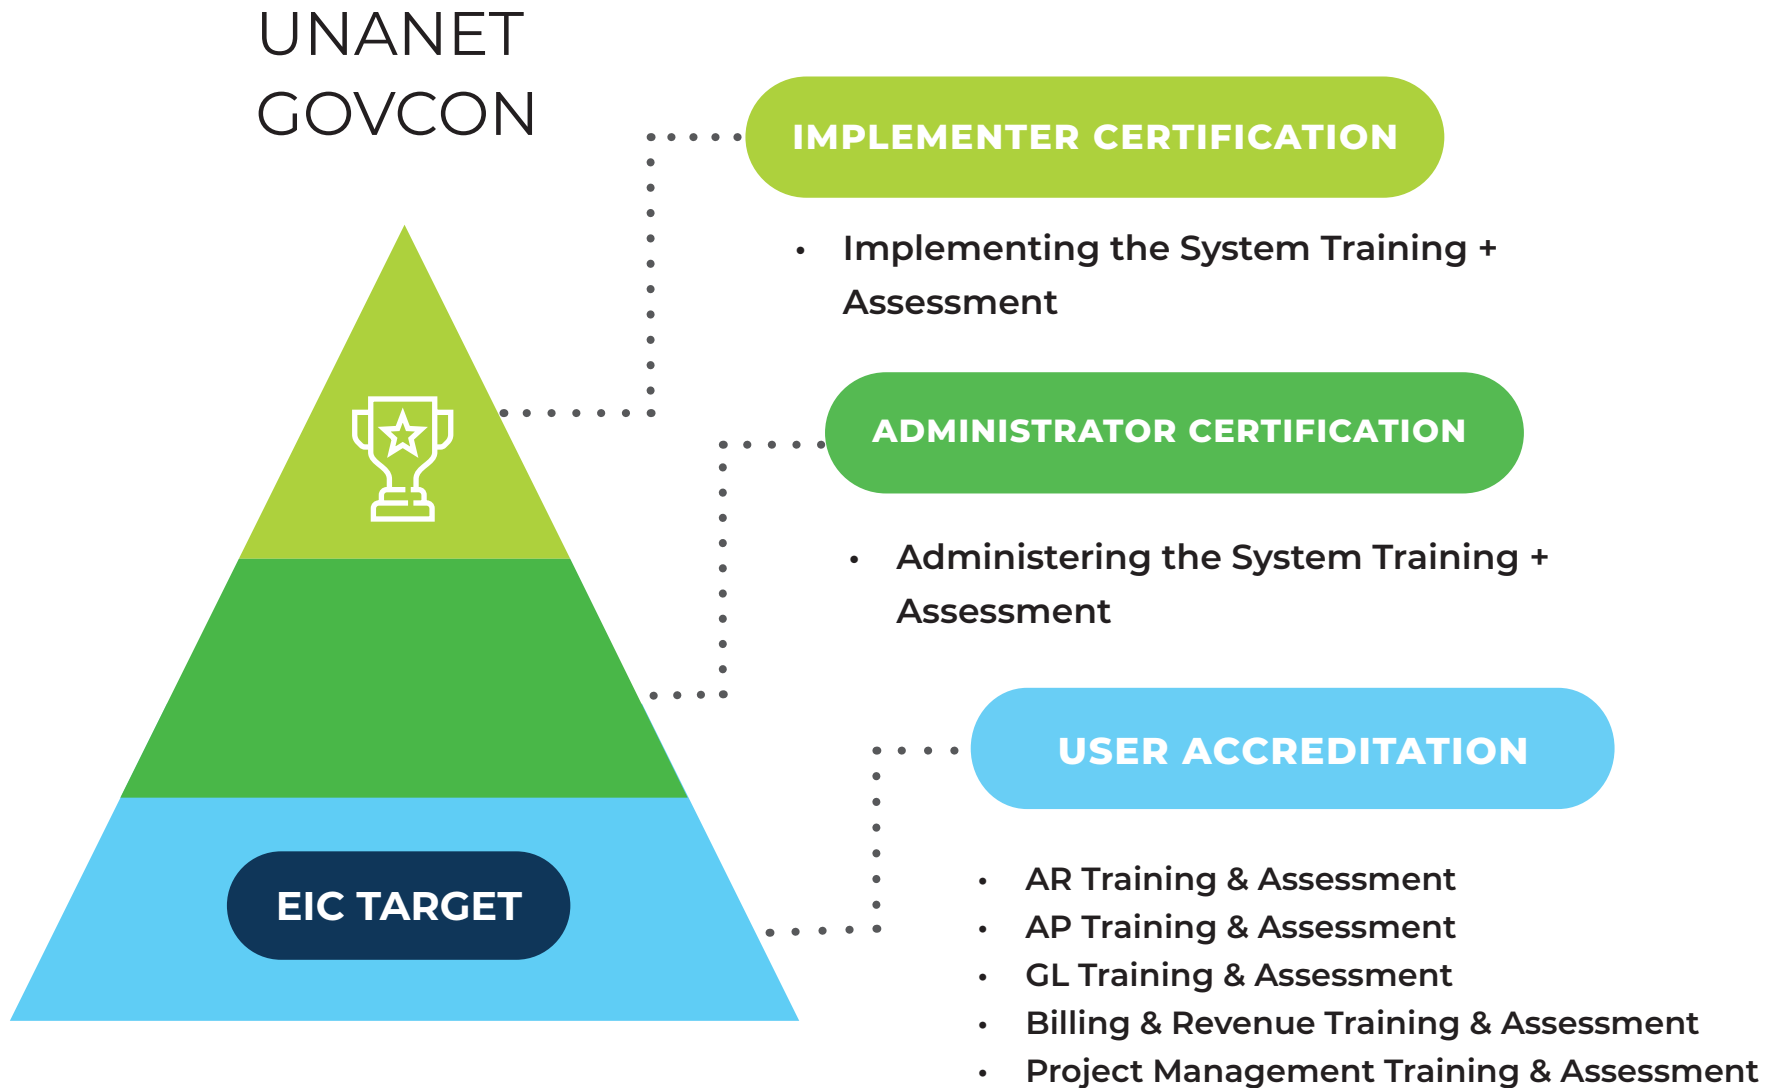 UNANET
GOVCON
IMPLEMENTER CERTIFICATION
• Implementing the System Training +
Assessment
ADMINISTRATOR CERTIFICATION
• Administering the System Training +
Assessment
USER ACCREDITATION
EIC TARGET
• AR Training & Assessment
• AP Training & Assessment
• GL Training & Assessment
• Billing & Revenue Training & Assessment
• Project Management Training & Assessment